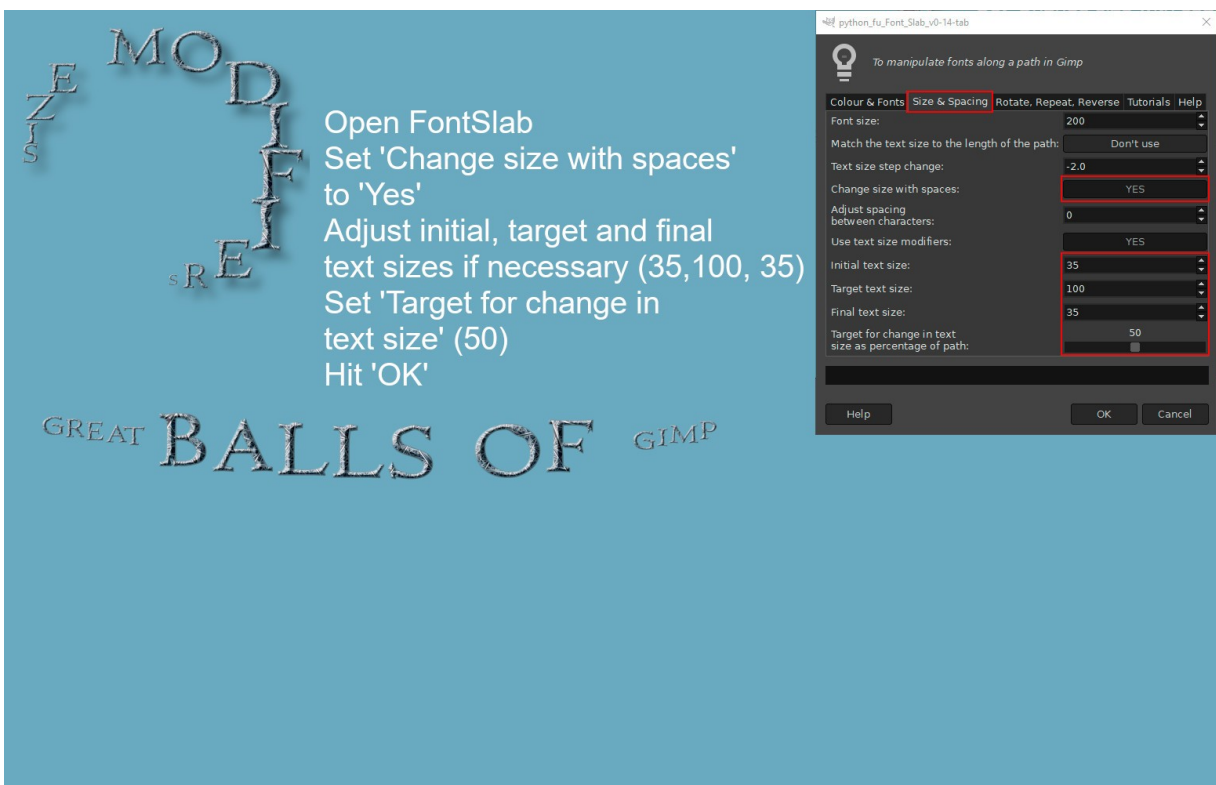 SIZE MODIFIERS
Open FontSlab
Set 'Change size with spaces'
to 'Yes'
Adjust initial, target and final
text sizes if necessary (35,100, 35)
Set 'Target for change in
text size' (50)
Hit 'OK'
GREAT BALLS OF GIMP
python_fu_Font_Slab_v0-14-tab
To manipulate fonts along a path in Gimp
Colour & Fonts Size & Spacing Rotate, Repeat, Reverse Tutorials Help
Font size: 200
Match the text size to the length of the path: Don't use
Text size step change: -2.0
Change size with spaces: YES
Adjust spacing
between characters: 0
Use text size modifiers: YES
Initial text size: 35
Target text size: 100
Final text size: 35
Target for change in text 50
size as percentage of path:
Help OK Cancel